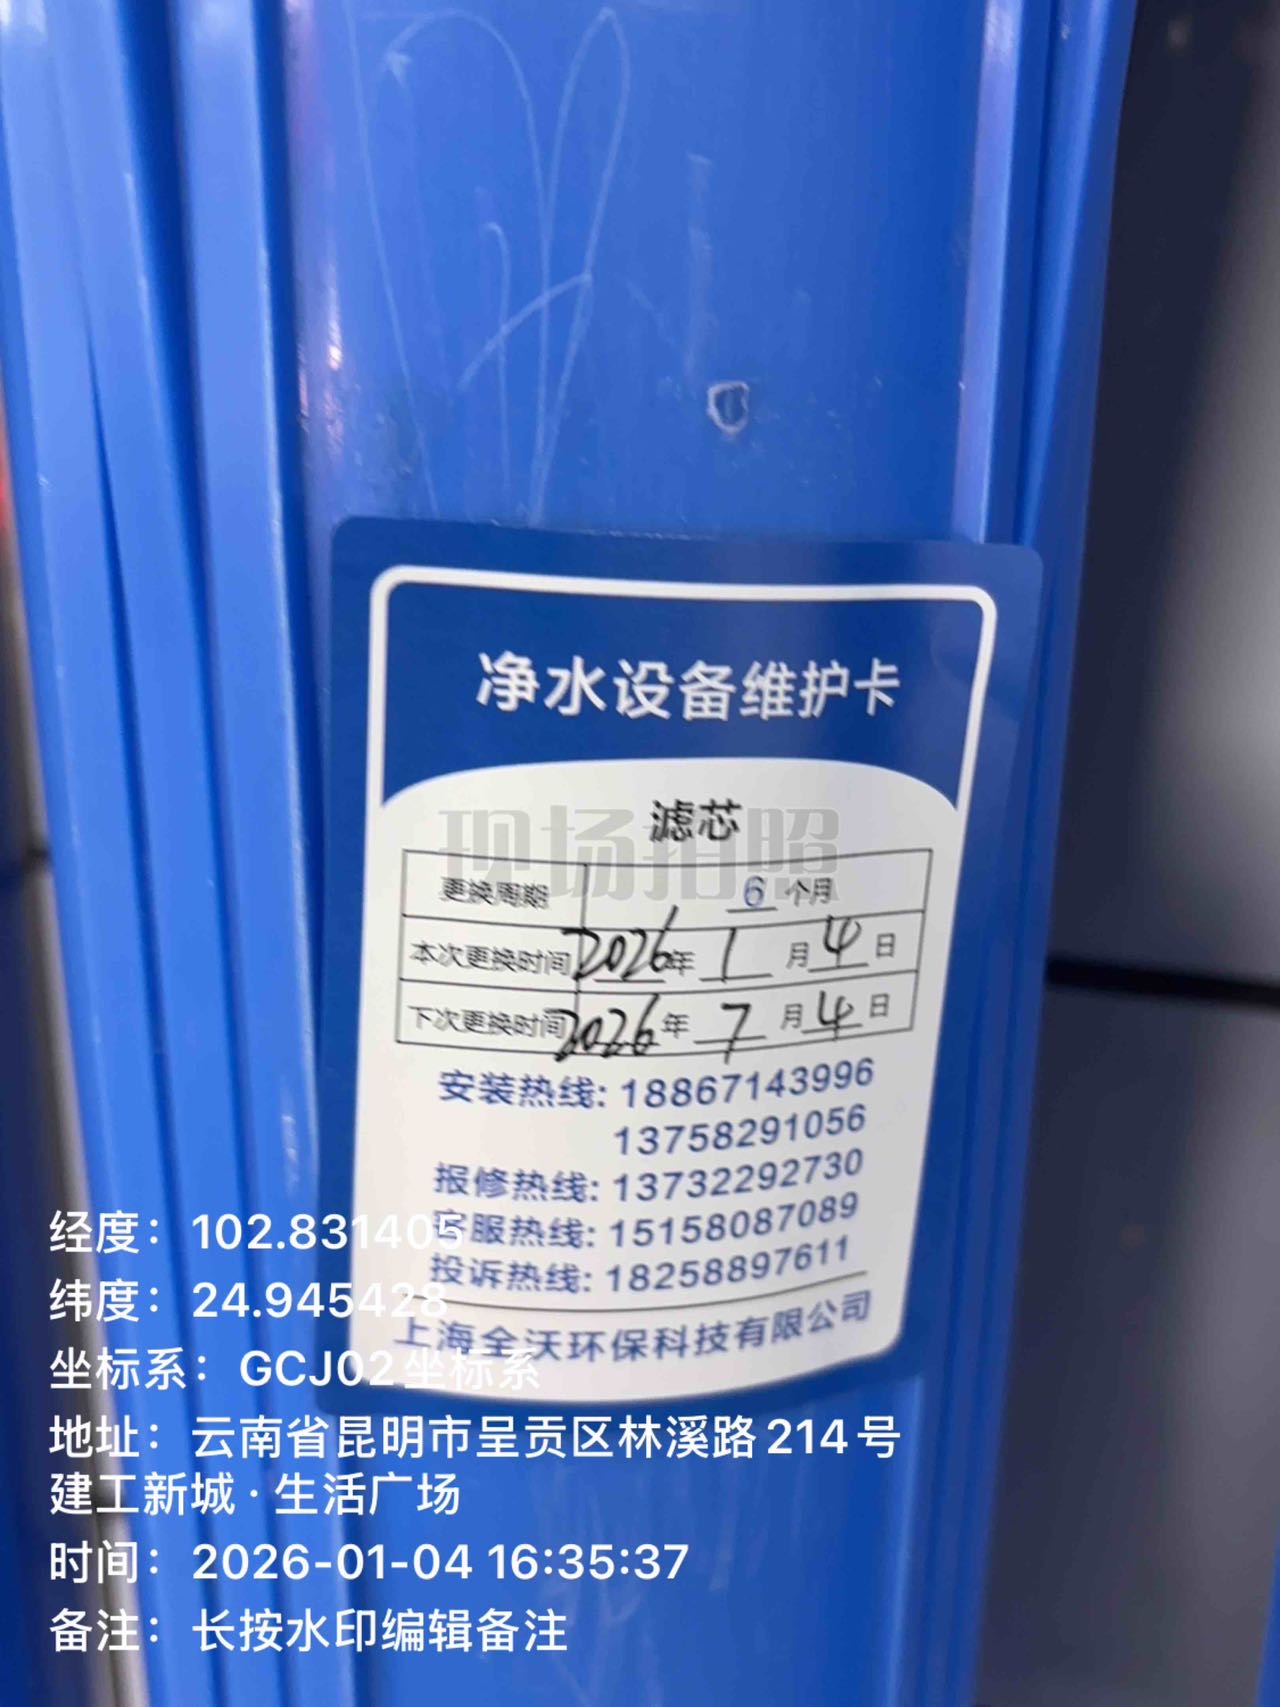 净水设备维护卡
滤芯
现场拍照
更换周期 6 个月
本次更换时间 2026 年 1 月 4 日
下次更换时间 2026 年 7 月 4 日
安装热线: 18867143996
13758291056
报修热线: 13732292730
客服热线: 15158087089
投诉热线: 18258897611
上海全沃环保科技有限公司
经度: 102.831405
纬度: 24.945428
坐标系: GCJ02坐标系
地址: 云南省昆明市呈贡区林溪路214号
建工新城·生活广场
时间: 2026-01-04 16:35:37
备注: 长按水印编辑备注